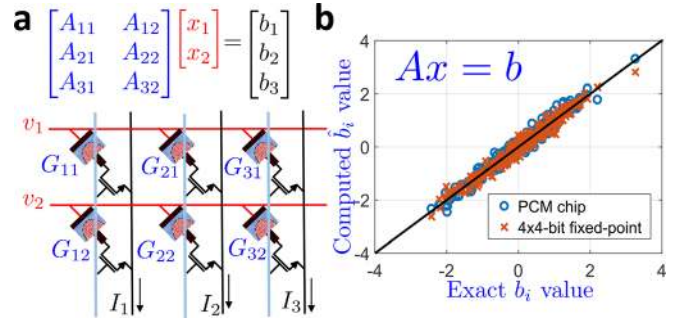 a
A₁₁ A₁₂
A₂₁ A₂₂
A₃₁ A₃₂
x₁
x₂
=
b₁
b₂
b₃
v₁
G₁₁ G₂₁ G₃₁
v₂
G₁₂ G₂₂ G₃₂
I₁ I₂ I₃
b
Ax = b
Computed b̂ᵢ value
4
2
0
-2
-4
PCM chip
4x4-bit fixed-point
-4 -2 0 2 4
Exact bᵢ value